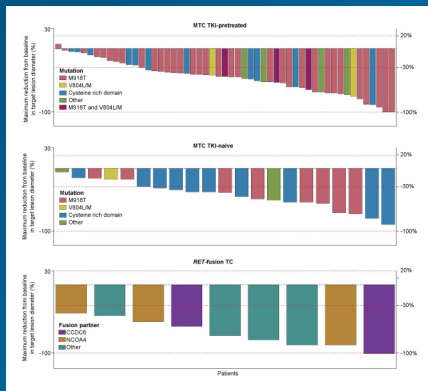 MTC TKI-pretreated
Maximum reduction from baseline
in target lesion diameter (%)
30
-100
20%
-30%
-100%
Mutation
M918T
V804L/M
Cysteine rich domain
Other
M918T and V804L/M
MTC TKI-naive
Maximum reduction from baseline
in target lesion diameter (%)
30
-100
20%
-30%
-100%
Mutation
M918T
V804L/M
Cysteine rich domain
Other
RET-fusion TC
Maximum reduction from baseline
in target lesion diameter (%)
30
-100
20%
-30%
-100%
Fusion partner
CCDC6
NCOA4
Other
Patients